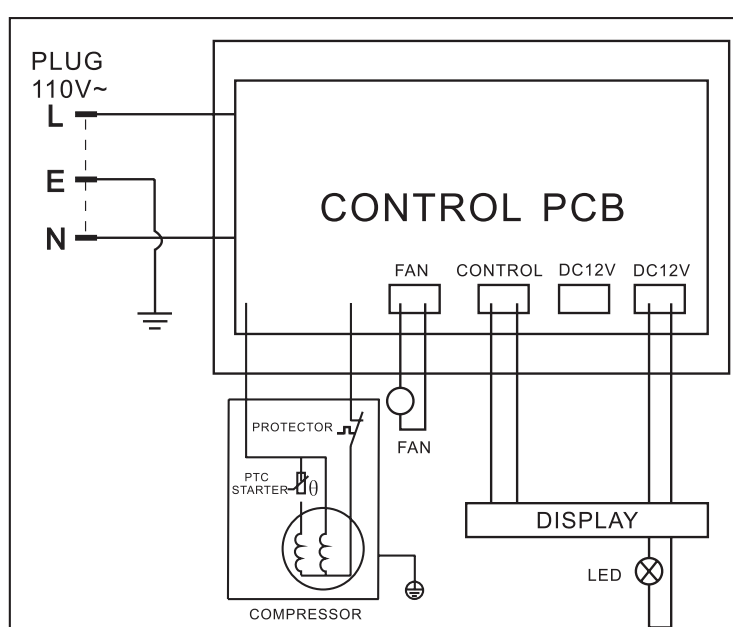 PLUG
110V~
L
E
N
CONTROL PCB
FAN CONTROL DC12V DC12V
PROTECTOR
FAN
PTC
STARTER
θ
DISPLAY
LED
COMPRESSOR